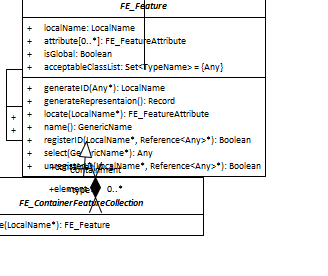 FE_Feature
+ localName: LocalName
+ attribute[0..*]: FE_FeatureAttribute
+ isGlobal: Boolean
+ acceptableClassList: Set<TypeName> = {Any}
+ generateID(Any*): LocalName
+ generateRepresentaion(): Record
+ locate(LocalName*): FE_FeatureAttribute
+ name(): GenericName
+ registerID(LocalName*, Reference<Any>*): Boolean
+ select(GenericName*): Any
+ unregisterID(LocalName*, Reference<Any>*): Boolean
+
+
Containment
+element 0..*
type
FE_ContainerFeatureCollection
e(LocalName*): FE_Feature